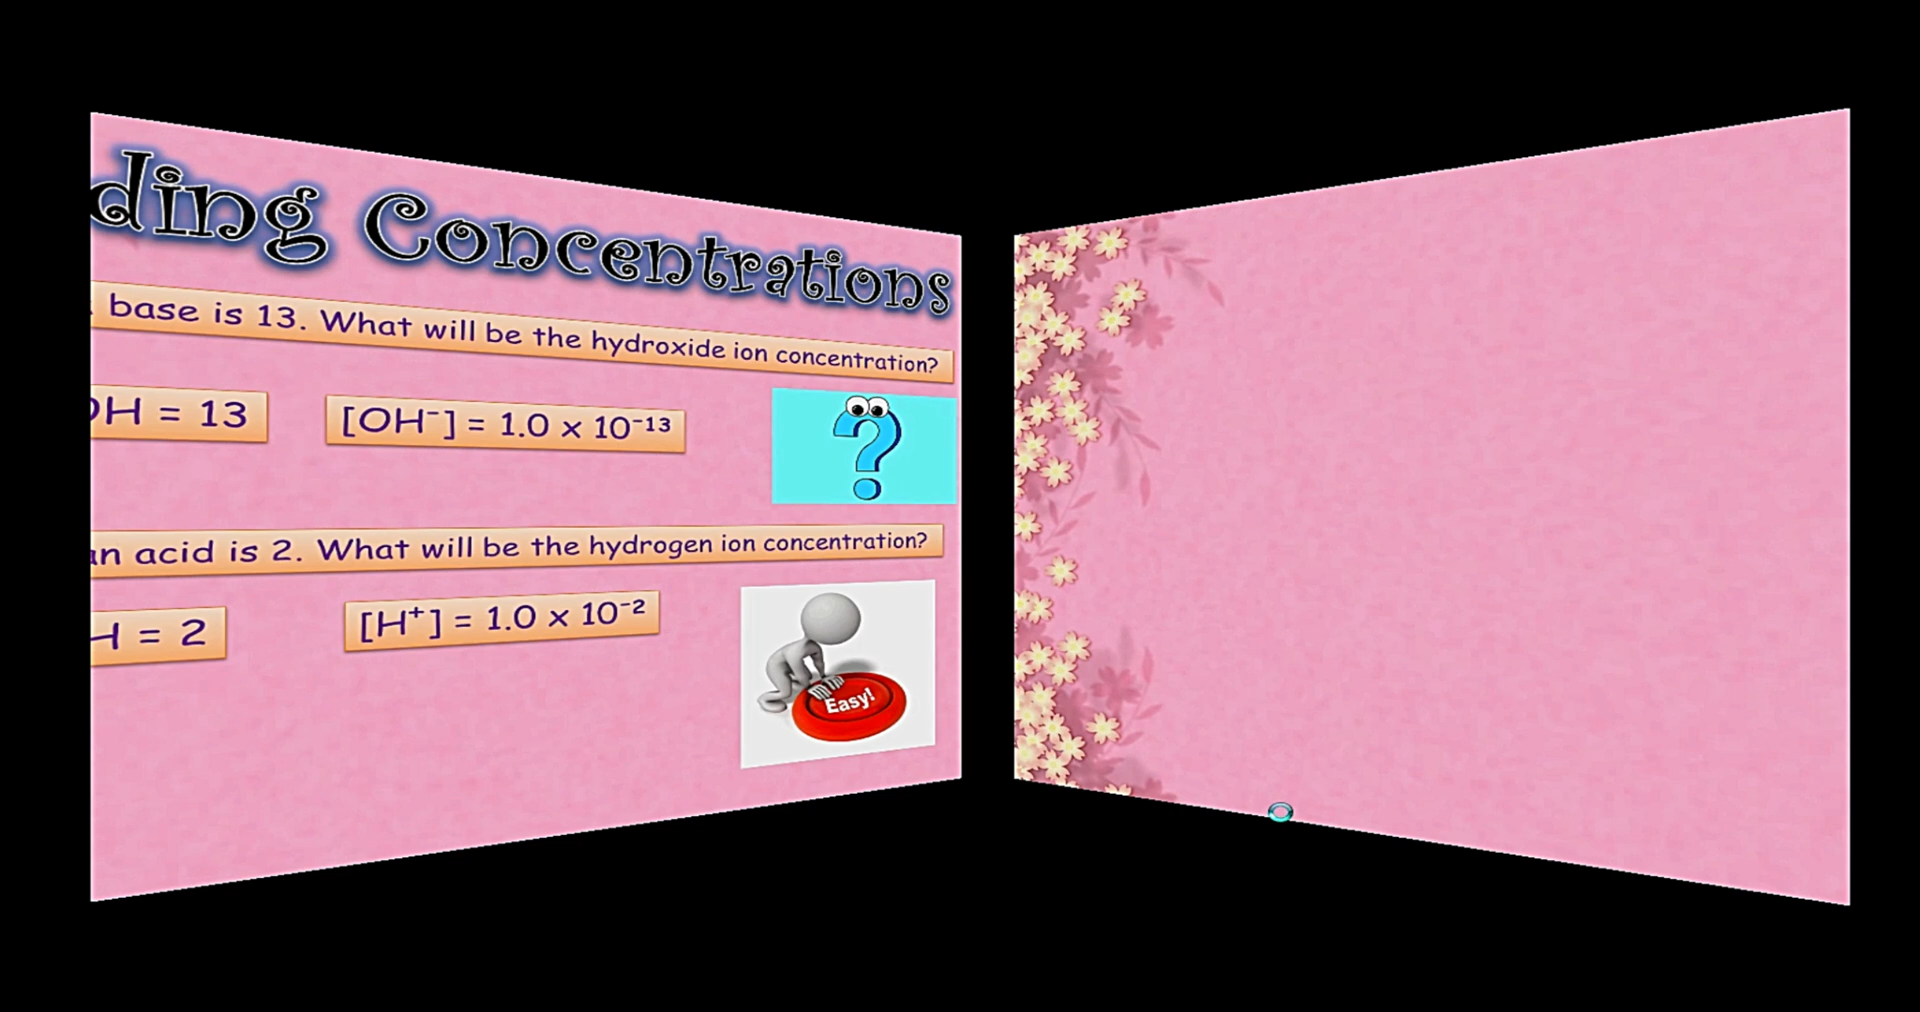 ding Concentrations
base is 13. What will be the hydroxide ion concentration?
OH = 13
[OH⁻] = 1.0 x 10⁻¹³
?
an acid is 2. What will be the hydrogen ion concentration?
H = 2
[H⁺] = 1.0 x 10⁻²
Easy!